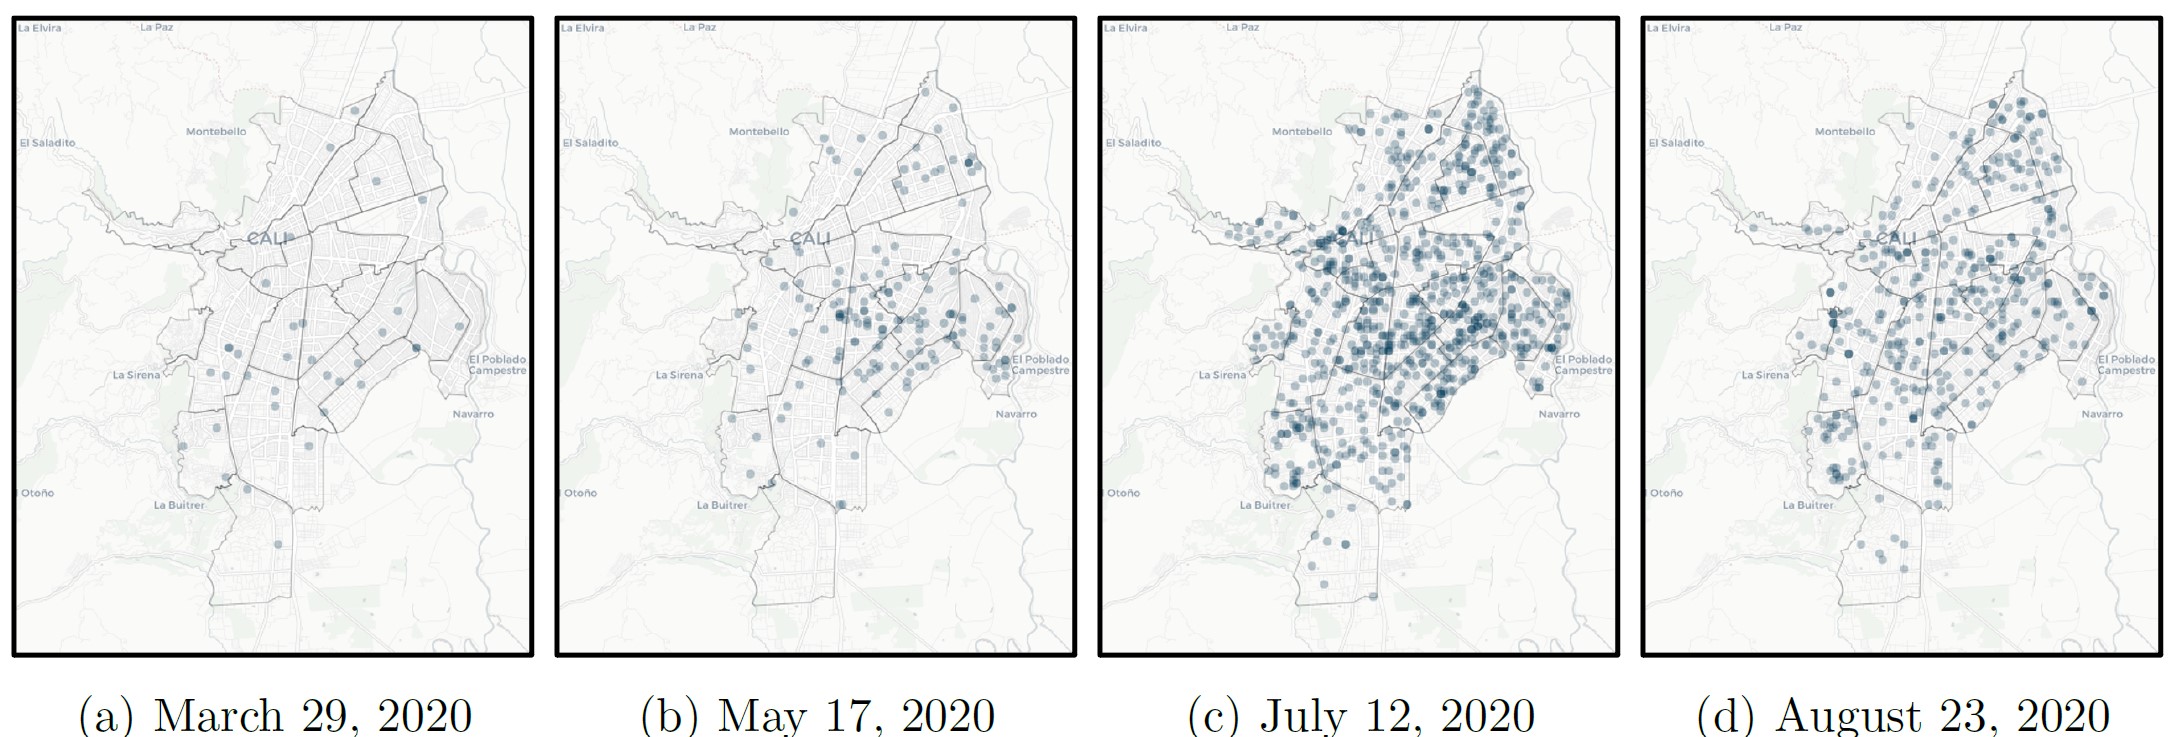 La Elvira
La Paz
Montebello
El Saladito
CALI
La Sirena
El Poblado
Campestre
Navarro
Otoño
La Buitrer
(a) March 29, 2020
La Elvira
La Paz
Montebello
El Saladito
CALI
La Sirena
El Poblado
Campestre
Navarro
Otoño
La Buitrer
(b) May 17, 2020
La Elvira
La Paz
Montebello
El Saladito
CALI
La Sirena
El Poblado
Campestre
Navarro
Otoño
La Buitrer
(c) July 12, 2020
La Elvira
La Paz
Montebello
El Saladito
CALI
La Sirena
El Poblado
Campestre
Navarro
Otoño
La Buitrer
(d) August 23, 2020